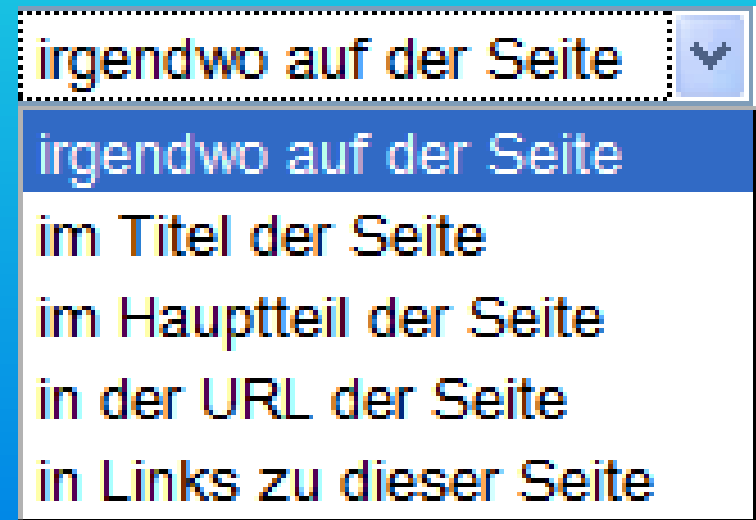 irgendwo auf der Seite
irgendwo auf der Seite
im Titel der Seite
im Hauptteil der Seite
in der URL der Seite
in Links zu dieser Seite